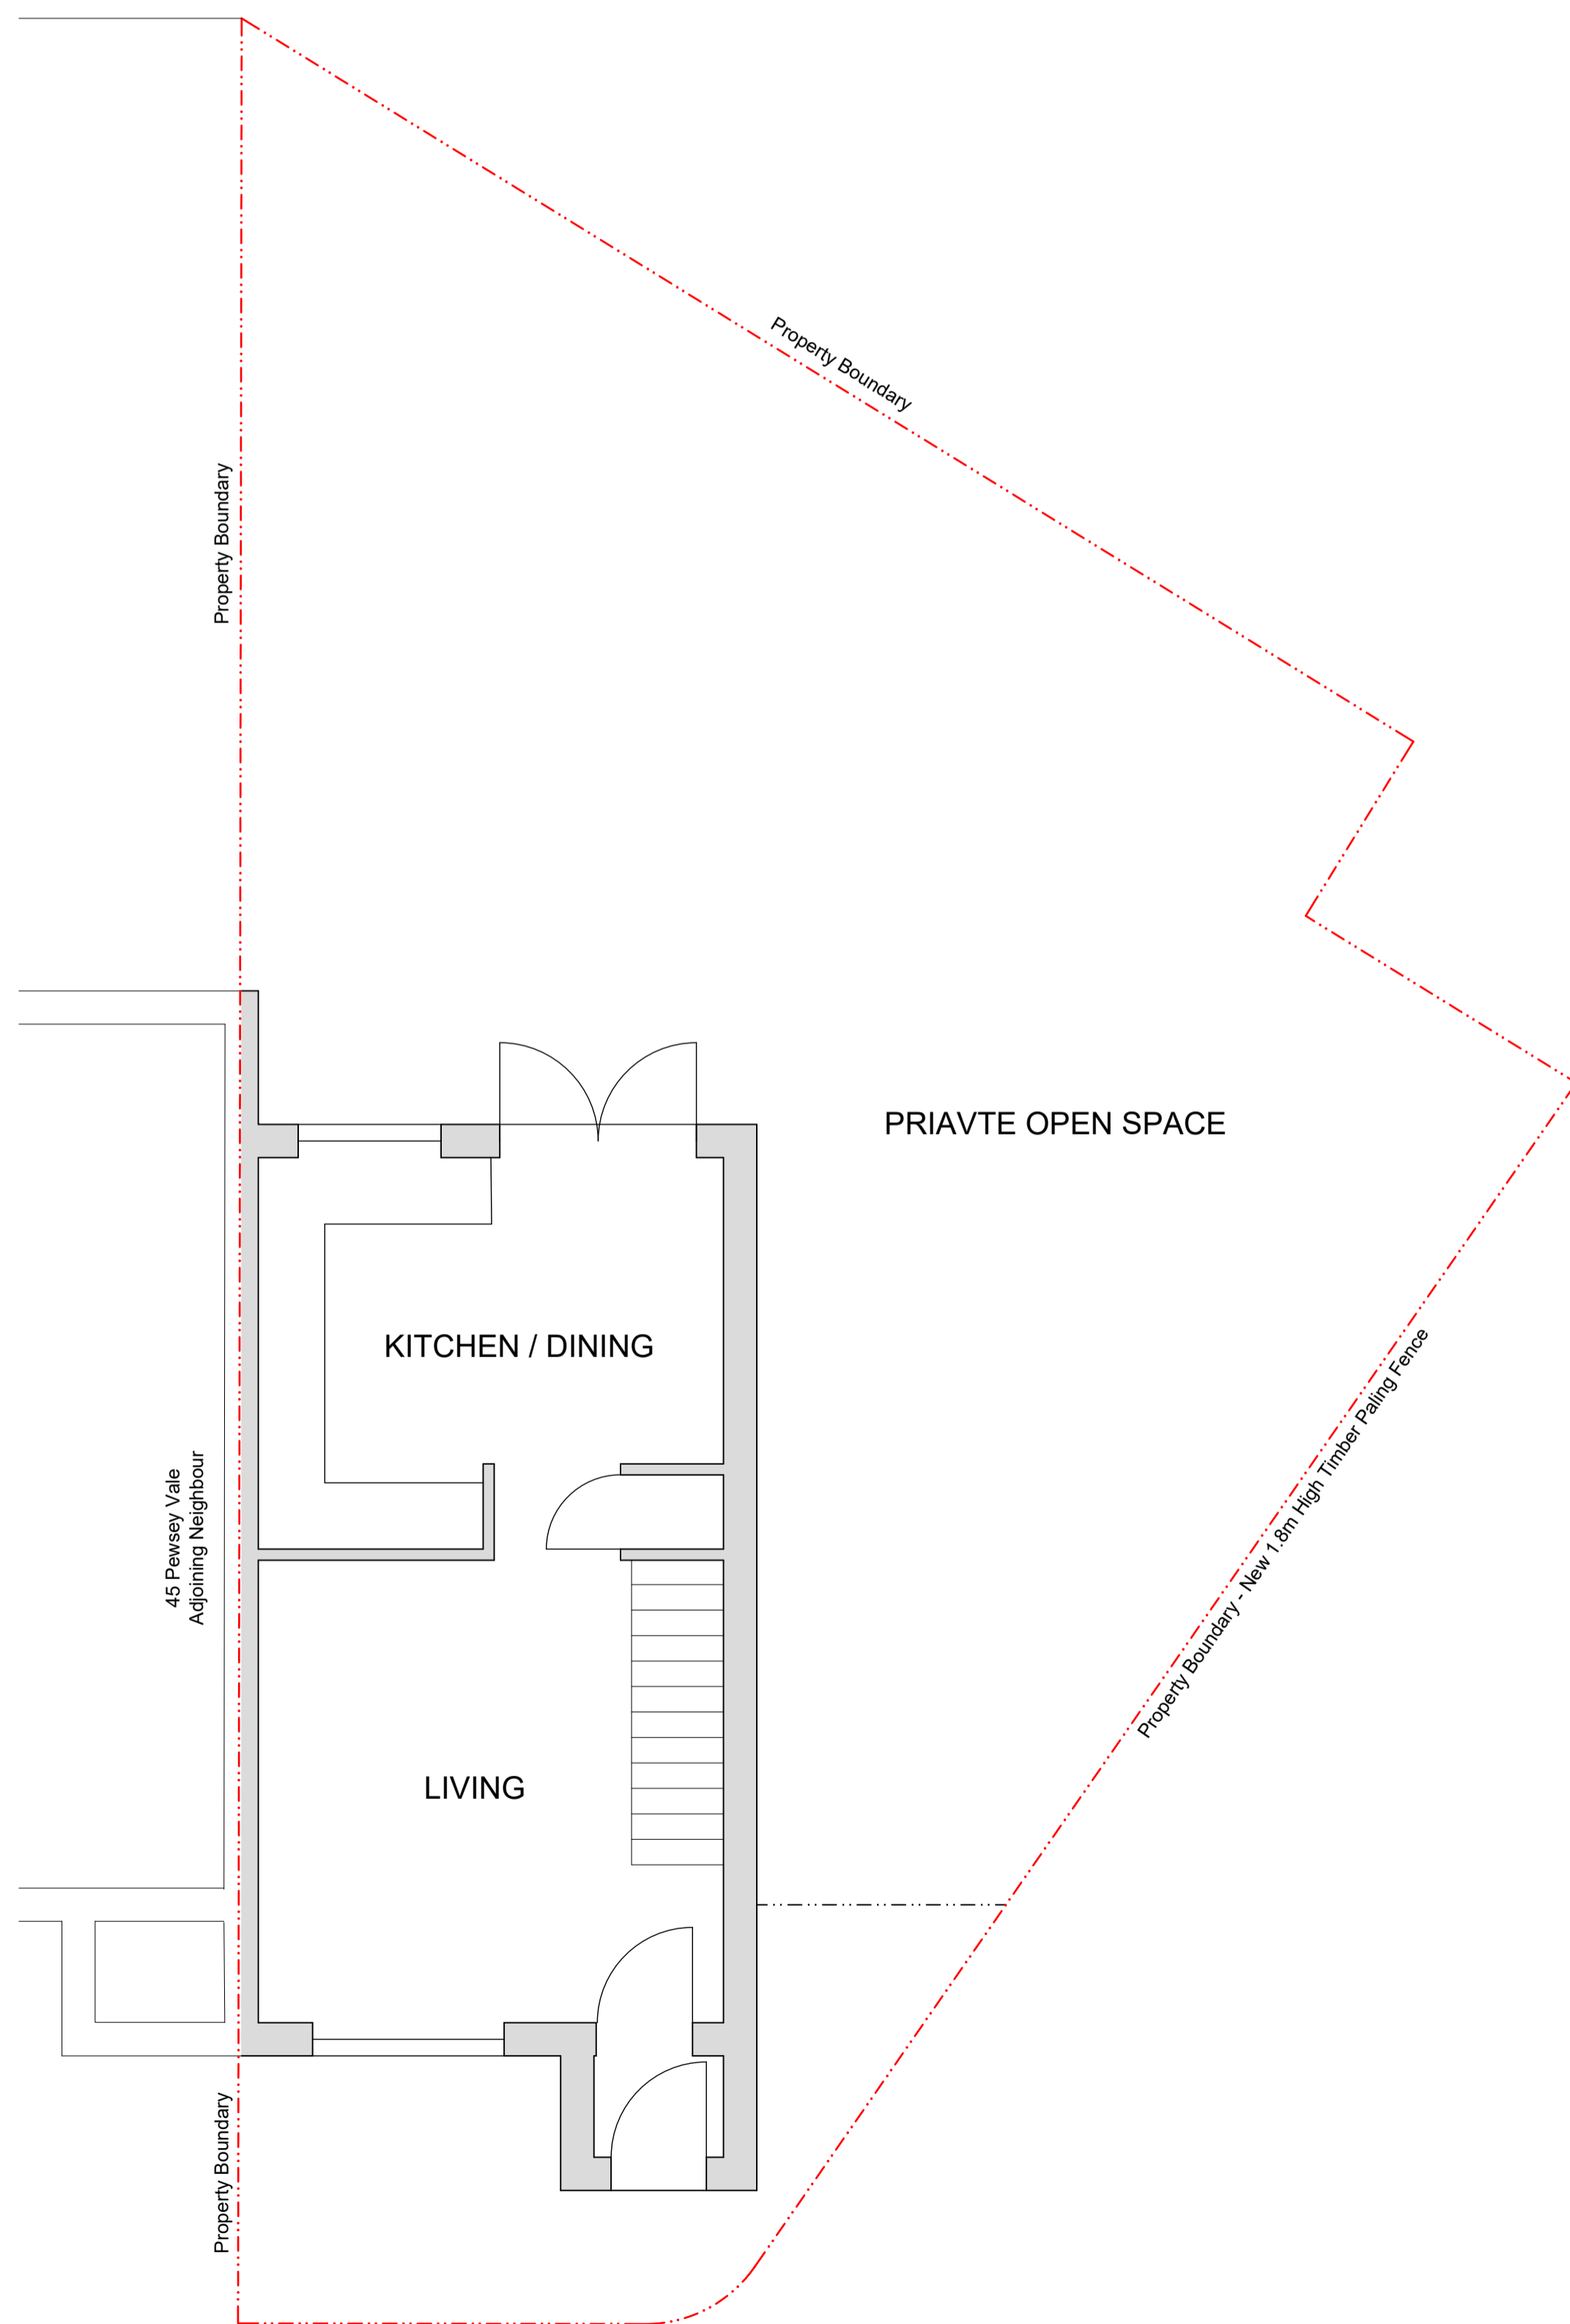 Property Boundary
Property Boundary
PRIAVTE OPEN SPACE
KITCHEN / DINING
Property Boundary - New 1.8m High Timber Paling Fence
45 Pewsey Vale
Adjoining Neighbour
LIVING
Property Boundary